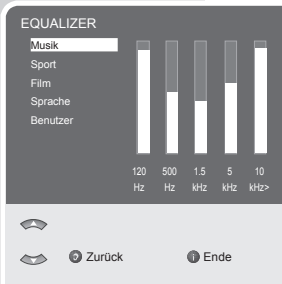 EQUALIZER
Musik
Sport
Film
Sprache
Benutzer
120 500 1.5 5 10
Hz Hz kHz kHz kHz>
Zurück Ende